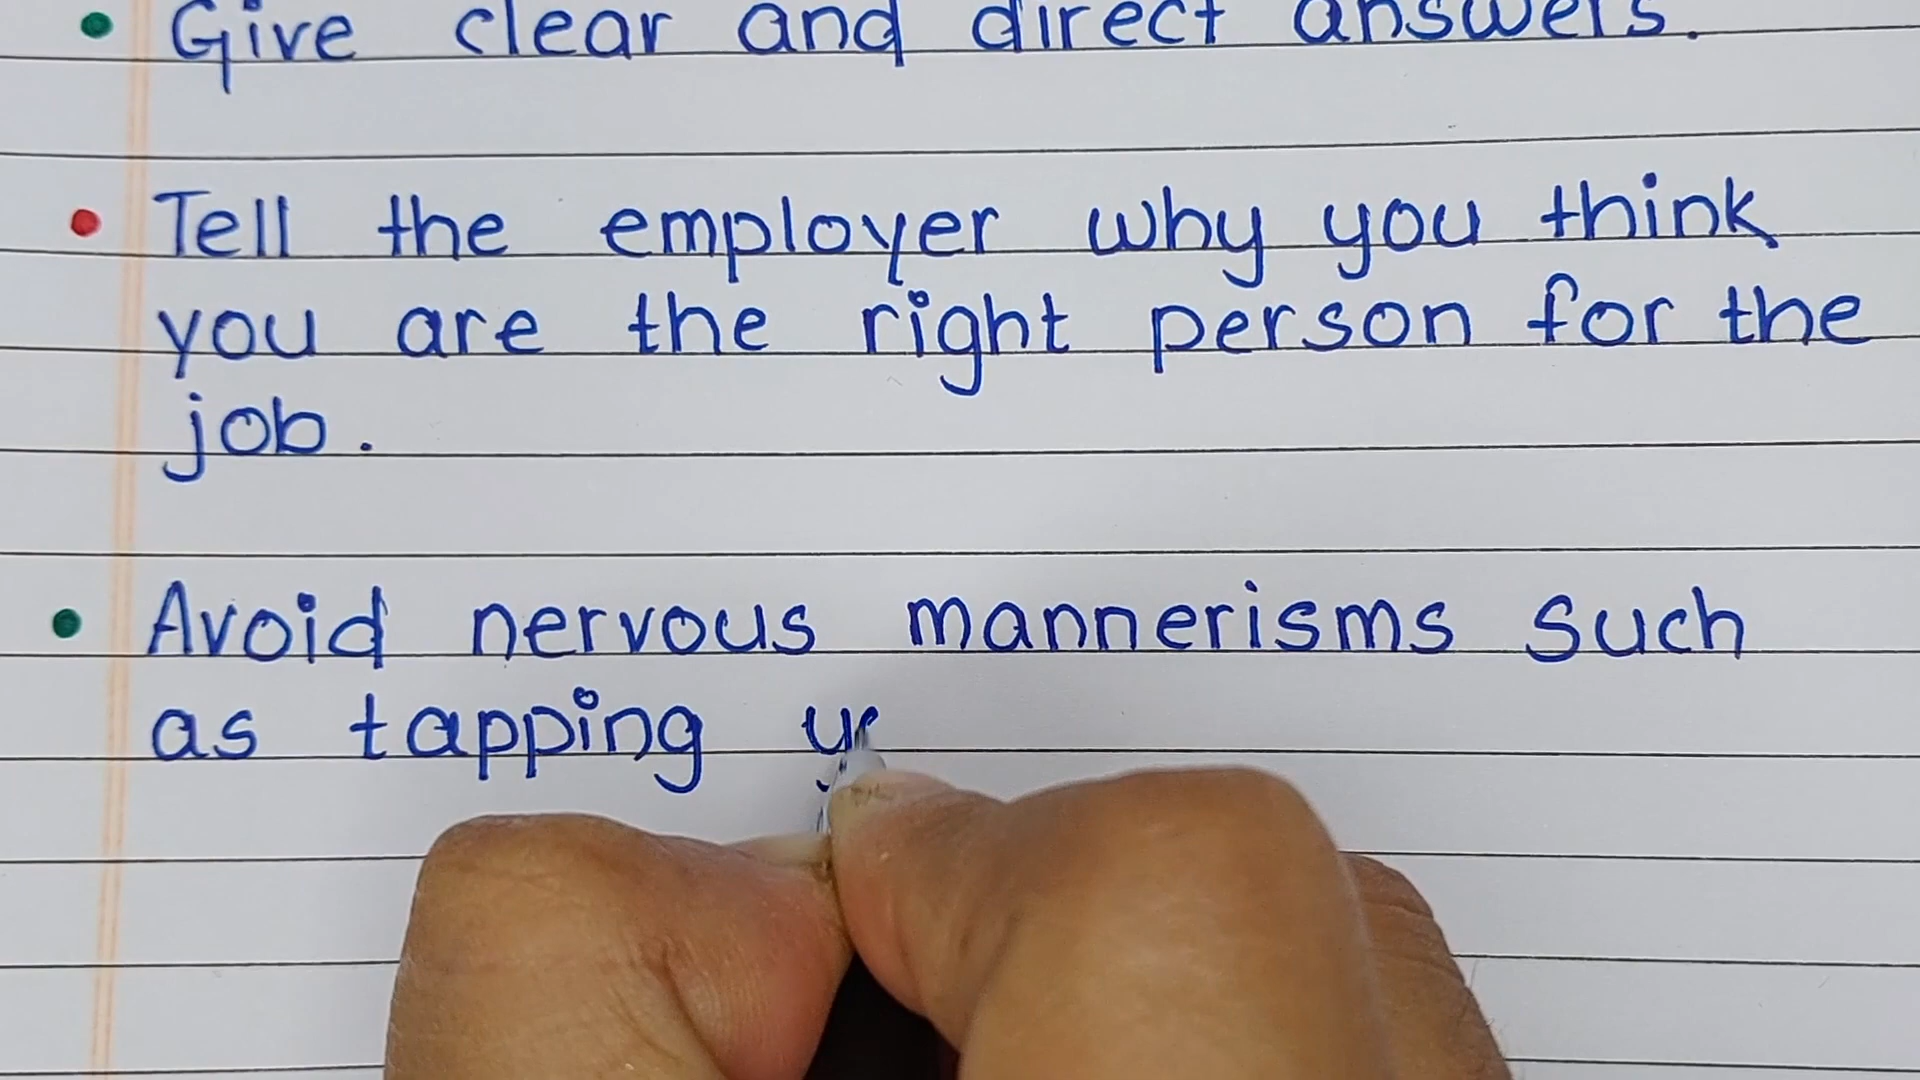 • Give clear and direct answers.
• Tell the employer why you think
you are the right person for the
job.
• Avoid nervous mannerisms such
as tapping